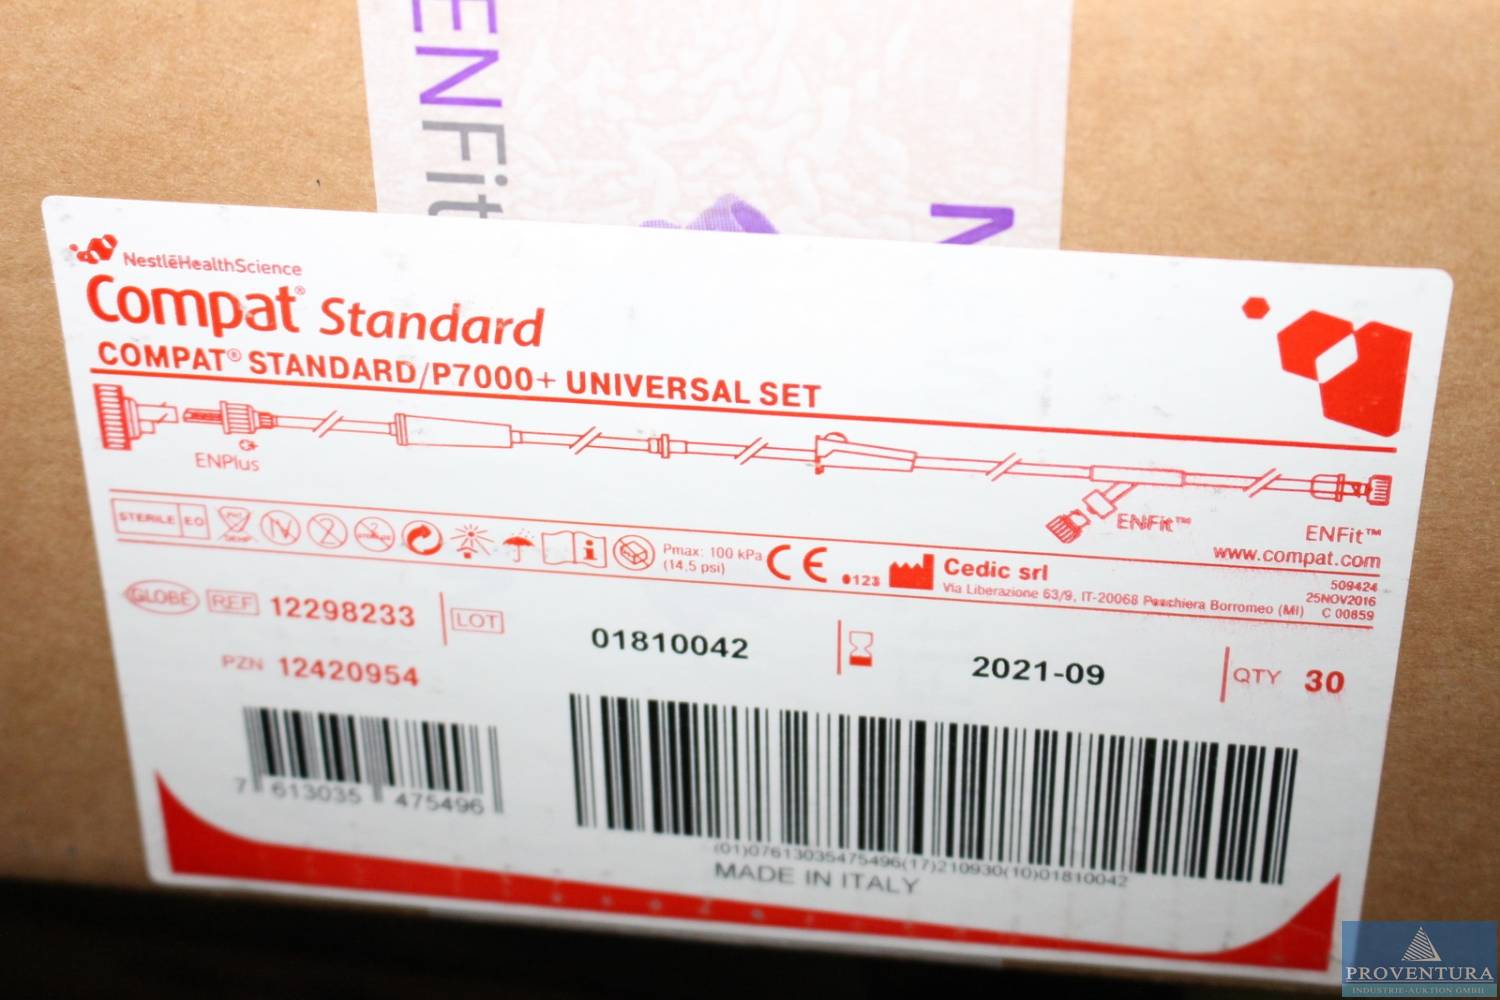 ENFit
N
NestléHealthScience
Compat® Standard
COMPAT® STANDARD/P7000+ UNIVERSAL SET
ENPlus
ENFit™
ENFit™
www.compat.com
STERILE EO
Pmax: 100 kPa
(14,5 psi)
CE 0123
Cedic srl
Via Liberazione 63/9, IT-20068 Peschiera Borromeo (MI)
509424
25NOV2016
C 00859
GLOBE REF 12298233 LOT 01810042 2021-09 QTY 30
PZN 12420954
7 613035 475496
(01)07613035475496(17)210930(10)01810042
MADE IN ITALY
PROVENTURA
INDUSTRIE-AUKTION GMBH